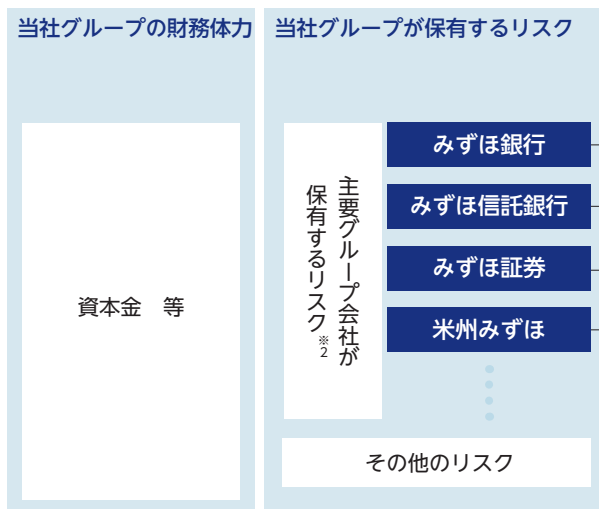 当社グループの財務体力
資本金　等
当社グループが保有するリスク
主要グループ会社が
保有するリスク※2
みずほ銀行
みずほ信託銀行
みずほ証券
米州みずほ
その他のリスク